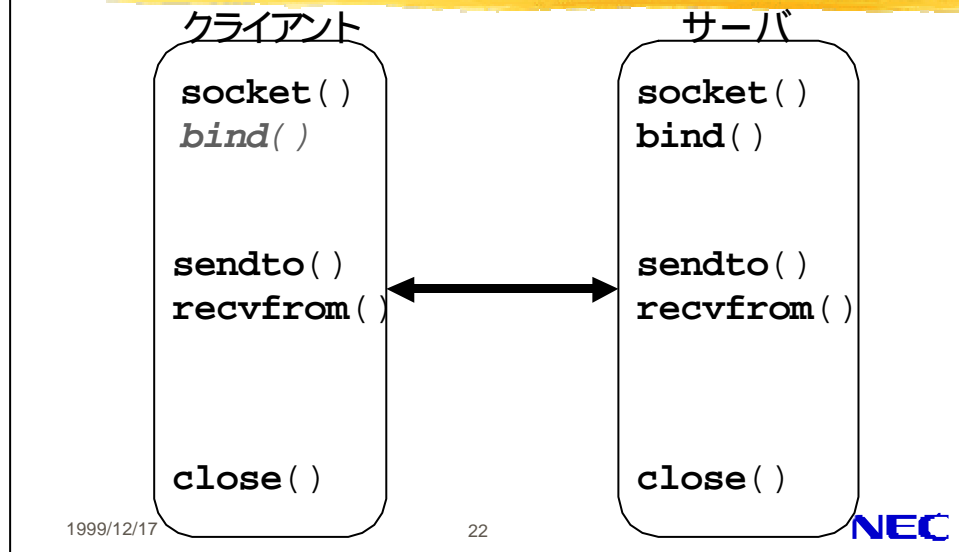 クライアント
socket()
bind()
sendto()
recvfrom()
close()
サーバ
socket()
bind()
sendto()
recvfrom()
close()
1999/12/17
22
NEC